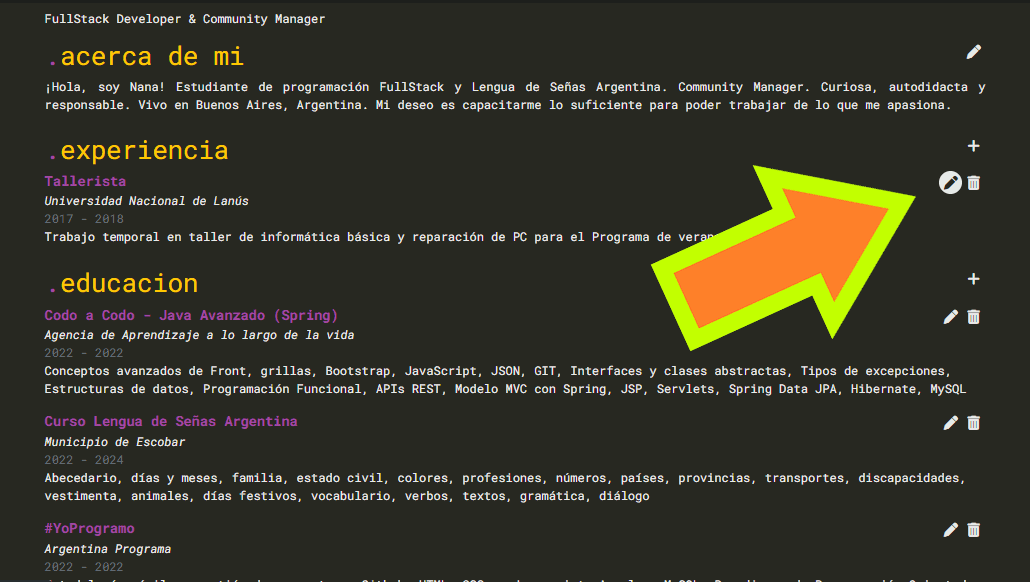 FullStack Developer & Community Manager
.acerca de mi
¡Hola, soy Nana! Estudiante de programación FullStack y Lengua de Señas Argentina. Community Manager. Curiosa, autodidacta y
responsable. Vivo en Buenos Aires, Argentina. Mi deseo es capacitarme lo suficiente para poder trabajar de lo que me apasiona.
.experiencia
Tallerista
Universidad Nacional de Lanús
2017 - 2018
Trabajo temporal en taller de informática básica y reparación de PC para el Programa de
.educacion
Codo a Codo - Java Avanzado (Spring)
Agencia de Aprendizaje a lo largo de la vida
2022 - 2022
Conceptos avanzados de Front, grillas, Bootstrap, JavaScript, JSON, GIT, Interfaces y clases abstractas, Tipos de excepciones,
Estructuras de datos, Programación Funcional, APIs REST, Modelo MVC con Spring, JSP, Servlets, Spring Data JPA, Hibernate, MySQL
Curso Lengua de Señas Argentina
Municipio de Escobar
2022 - 2024
Abecedario, días y meses, familia, estado civil, colores, profesiones, números, países, provincias, transportes, discapacidades,
vestimenta, animales, días festivos, vocabulario, verbos, textos, gramática, diálogo
#YoProgramo
Argentina Programa
2022 - 2022